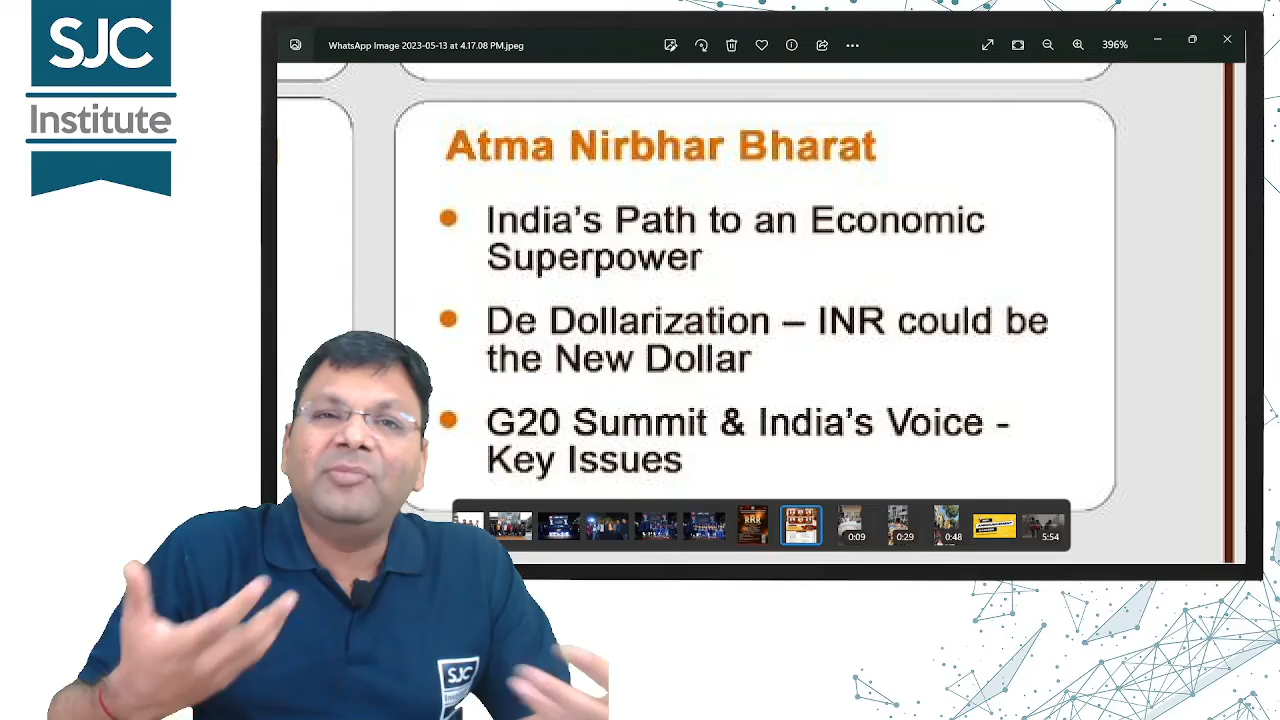 SJC
Institute
WhatsApp Image 2023-05-13 at 4.17.08 PM.jpeg
396%
Atma Nirbhar Bharat
India's Path to an Economic
Superpower
De Dollarization – INR could be
the New Dollar
G20 Summit & India's Voice -
Key Issues
RRR
0:09
0:29
0:48
5:54
SJC